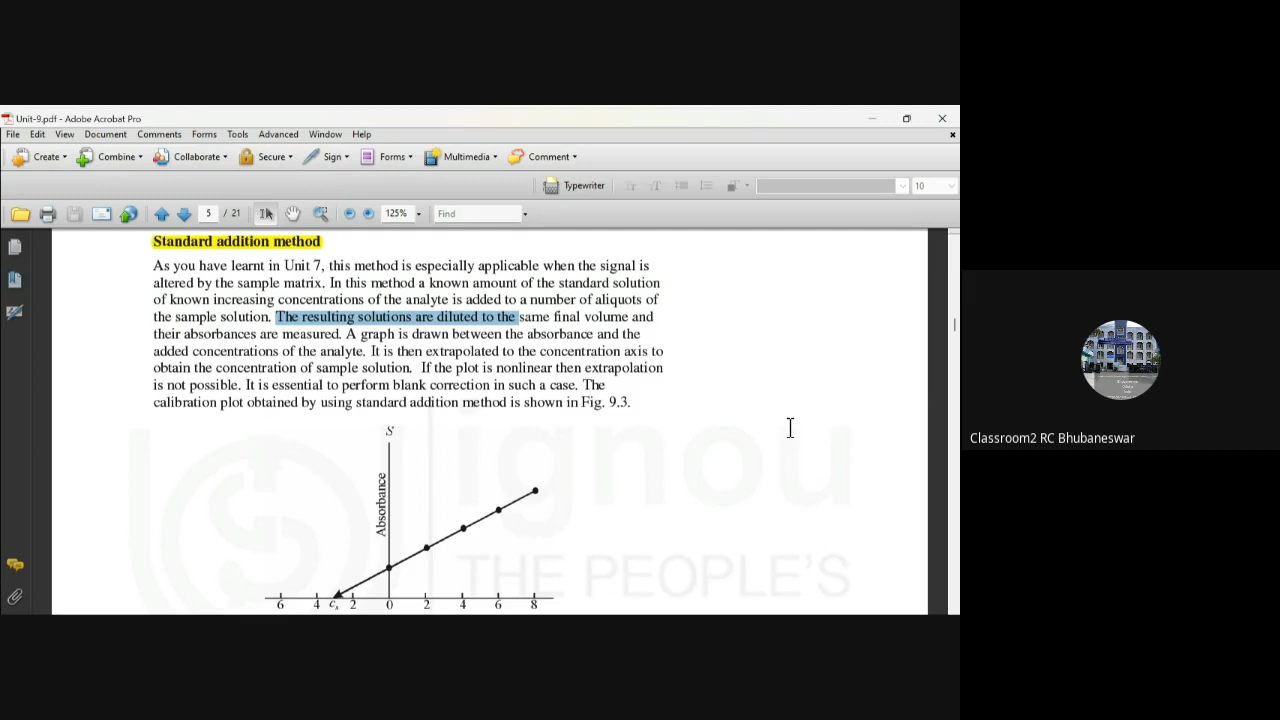 Unit-9.pdf - Adobe Acrobat Pro
File Edit View Document Comments Forms Tools Advanced Window Help
Create Combine Collaborate Secure Sign Forms Multimedia Comment
Typewriter 10
5 / 21 125% Find
Standard addition method
As you have learnt in Unit 7, this method is especially applicable when the signal is
altered by the sample matrix. In this method a known amount of the standard solution
of known increasing concentrations of the analyte is added to a number of aliquots of
the sample solution. The resulting solutions are diluted to the same final volume and
their absorbances are measured. A graph is drawn between the absorbance and the
added concentrations of the analyte. It is then extrapolated to the concentration axis to
obtain the concentration of sample solution. If the plot is nonlinear then extrapolation
is not possible. It is essential to perform blank correction in such a case. The
calibration plot obtained by using standard addition method is shown in Fig. 9.3.
S
Absorbance
6 4 cx 2 0 2 4 6 8
ignou
THE PEOPLE'S
Classroom2 RC Bhubaneswar